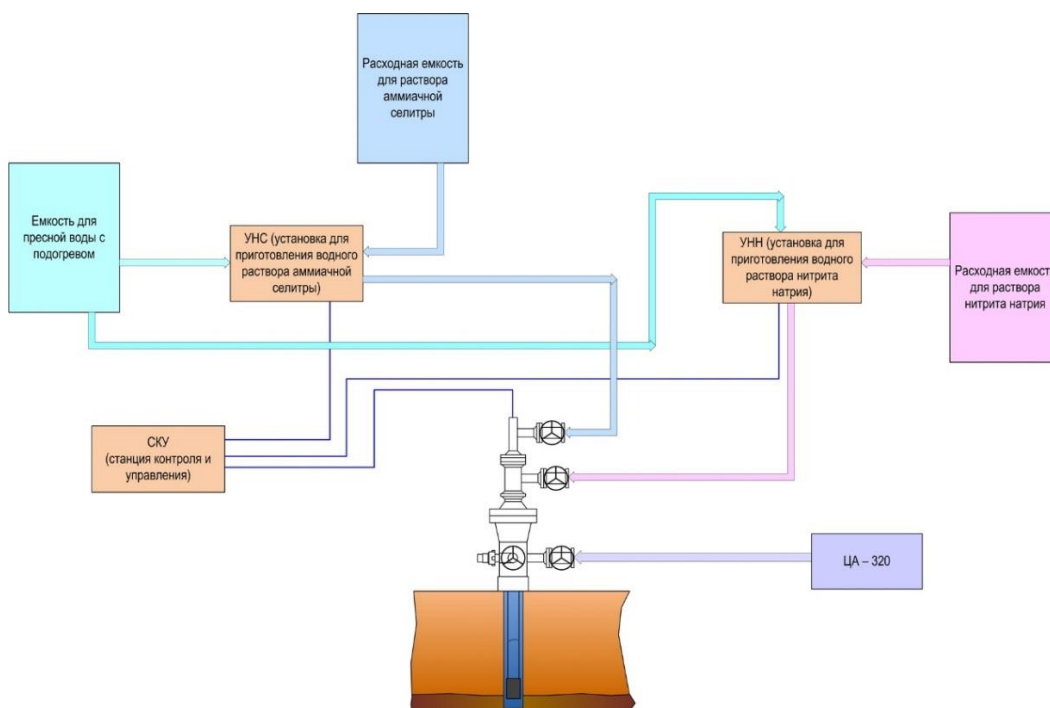 Расходная емкость
для раствора
аммиачной
селитры
Емкость для
пресной воды с
подогревом
УНС (установка для
приготовления водного
раствора аммиачной
селитры)
УНН (установка для
приготовления водного
раствора нитрита
натрия)
Расходная емкост
для раствора
нитрита натрия
СКУ
(станция контроля и
управления)
ЦА – 320